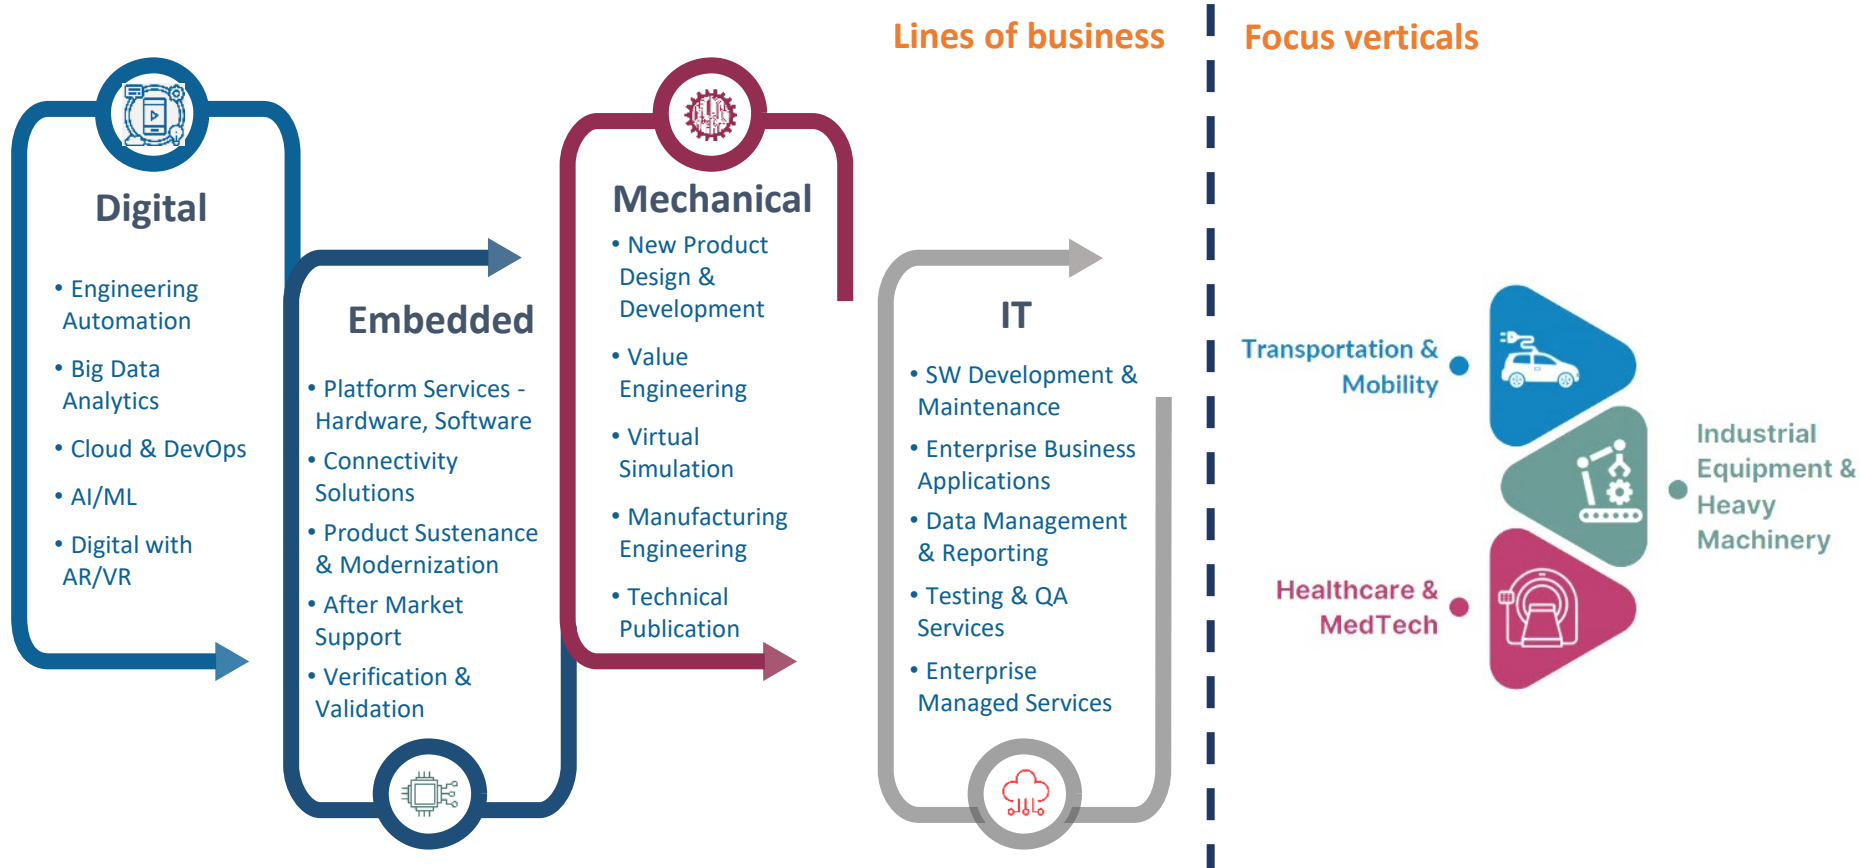 Lines of business
Focus verticals
Digital
• Engineering
Automation
• Big Data
Analytics
• Cloud & DevOps
• AI/ML
• Digital with
AR/VR
Embedded
• Platform Services -
Hardware, Software
• Connectivity
Solutions
• Product Sustenance
& Modernization
• After Market
Support
• Verification &
Validation
Mechanical
• New Product
Design &
Development
• Value
Engineering
• Virtual
Simulation
• Manufacturing
Engineering
• Technical
Publication
IT
• SW Development &
Maintenance
• Enterprise Business
Applications
• Data Management
& Reporting
• Testing & QA
Services
• Enterprise
Managed Services
Transportation &
Mobility
Industrial
Equipment &
Heavy
Machinery
Healthcare &
MedTech